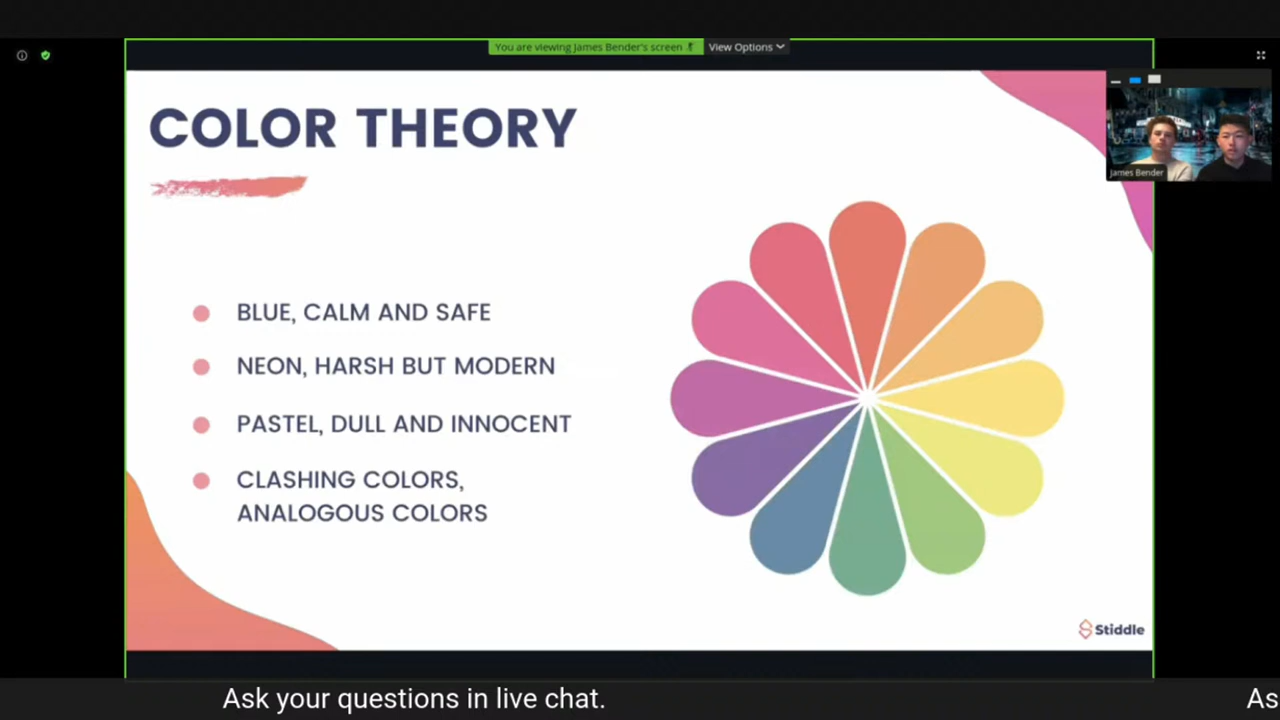 You are viewing James Bender's screen
View Options
COLOR THEORY
James Bender
BLUE, CALM AND SAFE
NEON, HARSH BUT MODERN
PASTEL, DULL AND INNOCENT
CLASHING COLORS,
ANALOGOUS COLORS
Stiddle
Ask your questions in live chat.
As